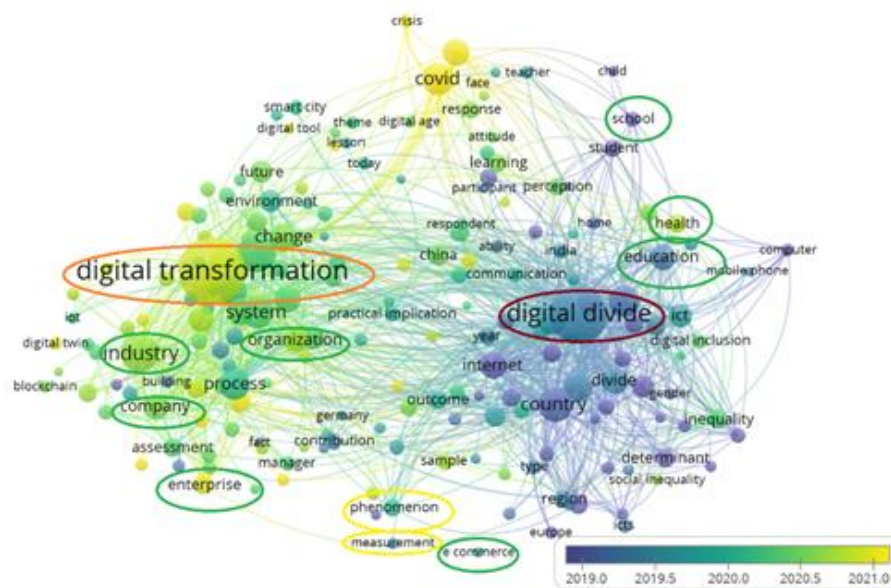 crisis
covid
face
teacher
child
smart city
theme
digital age
response
school
digital tool
lesson
attitude
student
today
learning
future
participant
perception
environment
respondent
home
health
change
ability
china
india
education
computer
digital transformation
communication
mobile phone
system
practical implication
digital divide
ict
iot
organization
year
digital inclusion
digital twin
industry
internet
building
process
divide
blockchain
company
outcome
country
gender
germany
inequality
assessment
fact
contribution
manager
sample
type
determinant
enterprise
social inequality
phenomenon
region
measurement
europe
icts
e commerce
2019.0
2019.5
2020.0
2020.5
2021.0